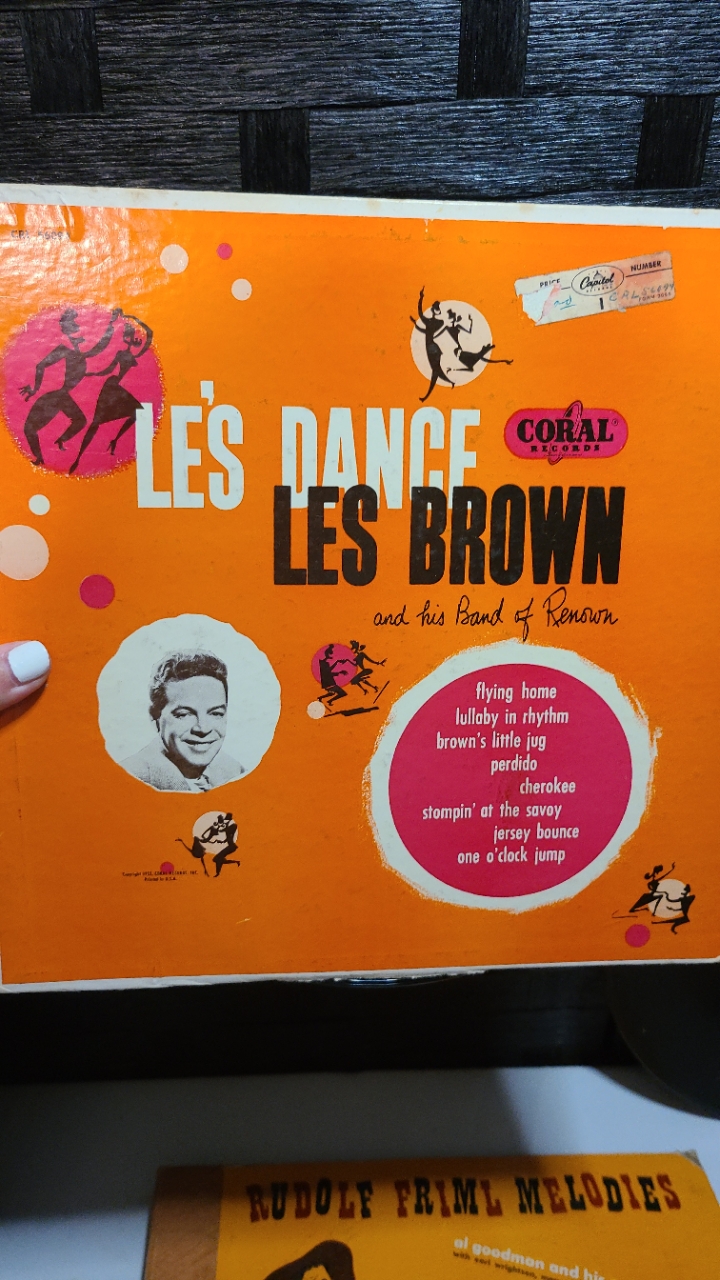 PRICE
NUMBER
Capitol
LE'S DANCE
CORAL®
RECORDS
LES BROWN
and his Band of Renown
flying home
lullaby in rhythm
brown's little jug
perdido
cherokee
stompin' at the savoy
jersey bounce
one o'clock jump
Printed in U.S.A.
RUDOLF FRIML MELODIES
al goodman and his